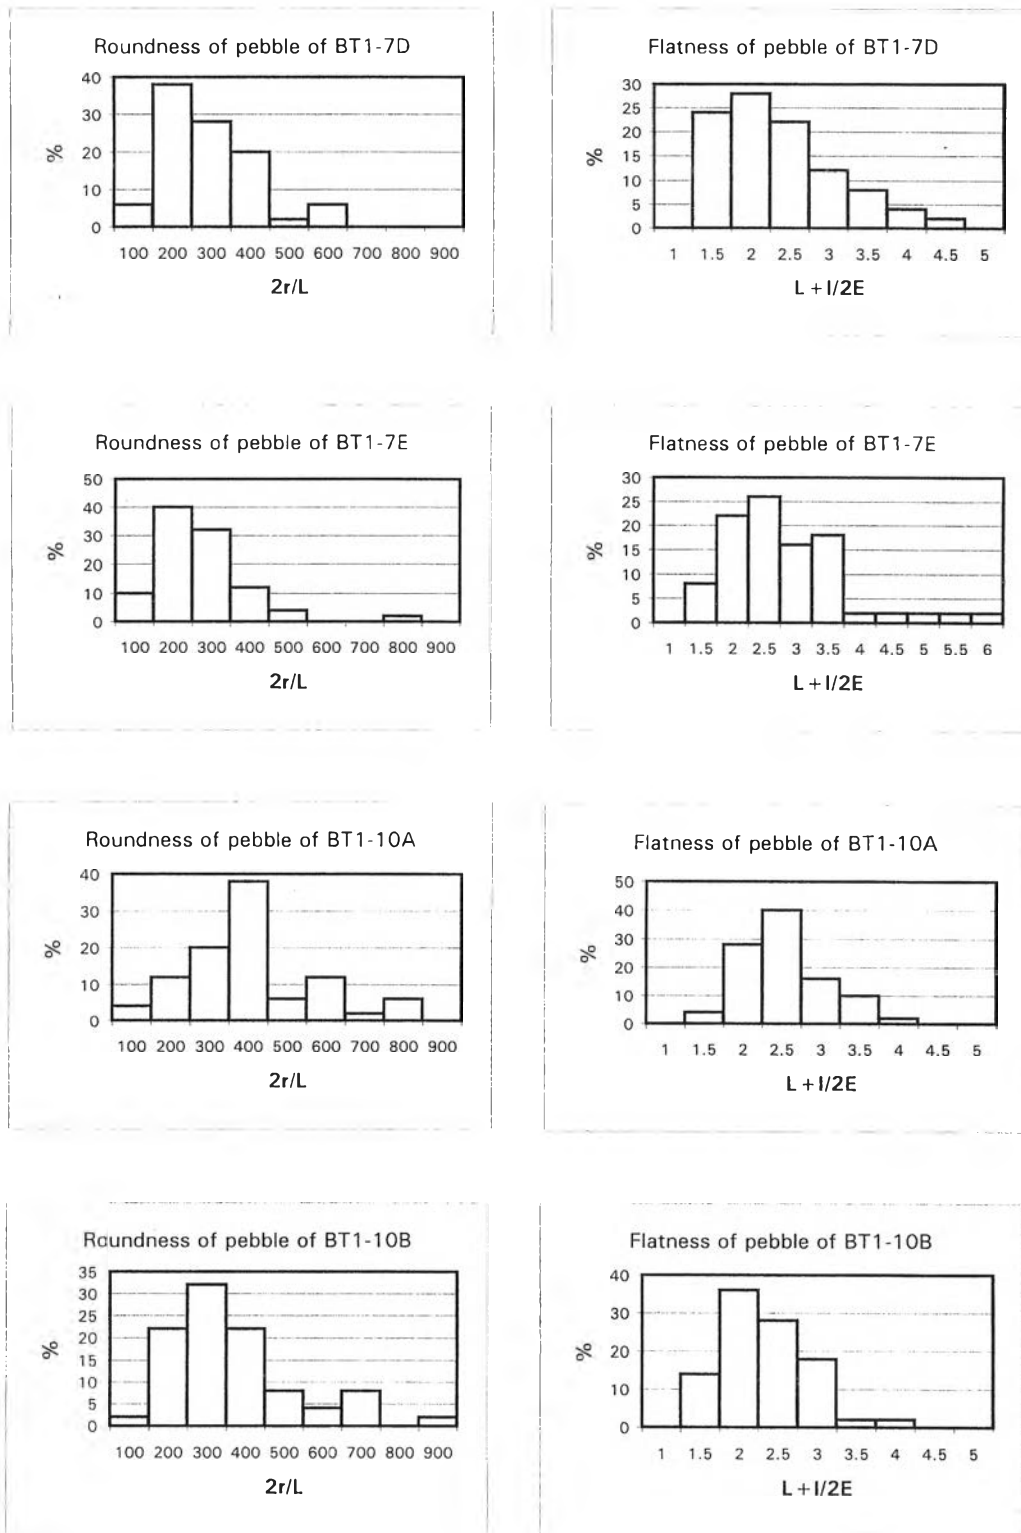 Roundness of pebble of BT1-7D
40
30
20
10
0
%
100 200 300 400 500 600 700 800 900
2r/L
Flatness of pebble of BT1-7D
30
25
20
15
10
5
0
%
1 1.5 2 2.5 3 3.5 4 4.5 5
L+l/2E
Roundness of pebble of BT1-7E
50
40
30
20
10
0
%
100 200 300 400 500 600 700 800 900
2r/L
Flatness of pebble of BT1-7E
30
25
20
15
10
5
0
%
1 1.5 2 2.5 3 3.5 4 4.5 5 5.5 6
L+l/2E
Roundness of pebble of BT1-10A
40
30
20
10
0
%
100 200 300 400 500 600 700 800 900
2r/L
Flatness of pebble of BT1-10A
50
40
30
20
10
0
%
1 1.5 2 2.5 3 3.5 4 4.5 5
L+l/2E
Roundness of pebble of BT1-10B
35
30
25
20
15
10
5
0
%
100 200 300 400 500 600 700 800 900
2r/L
Flatness of pebble of BT1-10B
40
30
20
10
0
%
1 1.5 2 2.5 3 3.5 4 4.5 5
L+l/2E